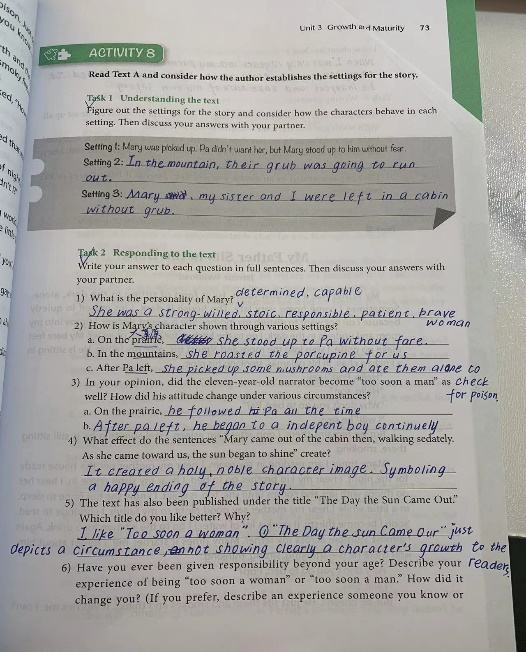 Unit 3 Growth and Maturity 73
ACTIVITY 8
Read Text A and consider how the author establishes the settings for the story.
Task 1 Understanding the text
Figure out the settings for the story and consider how the characters behave in each
setting. Then discuss your answers with your partner.
Setting 1: Mary was picked up. Pa didn't want her, but Mary stood up to him without fear.
Setting 2: In the mountain, their grub was going to run
out.
Setting 3: Mary, my sister and I were left in a cabin
without grub.
Task 2 Responding to the text
Write your answer to each question in full sentences. Then discuss your answers with
your partner.
1) What is the personality of Mary? determined, capable
She was a strong-willed, stoic, responsible, patient, brave
woman
2) How is Mary's character shown through various settings?
a. On the prairie, she stood up to Pa without fare.
b. In the mountains, she roasted the porcupine for us
c. After Pa left, she picked up some mushrooms and ate them alone to
check
for poison.
3) In your opinion, did the eleven-year-old narrator become "too soon a man" as
well? How did his attitude change under various circumstances?
a. On the prairie, he followed Pa all the time
b. After pa left, he began to a indepent boy continuely
4) What effect do the sentences "Mary came out of the cabin then, walking sedately.
As she came toward us, the sun began to shine" create?
It created a holy, noble character image. Symboling
a happy ending of the story.
5) The text has also been published under the title "The Day the Sun Came Out."
Which title do you like better? Why?
I like "Too soon a woman". ① "The Day the sun Came Our" just
depicts a circumstance, not showing clearly a character's growth to the
readers.
6) Have you ever been given responsibility beyond your age? Describe your
experience of being "too soon a woman" or "too soon a man." How did it
change you? (If you prefer, describe an experience someone you know or